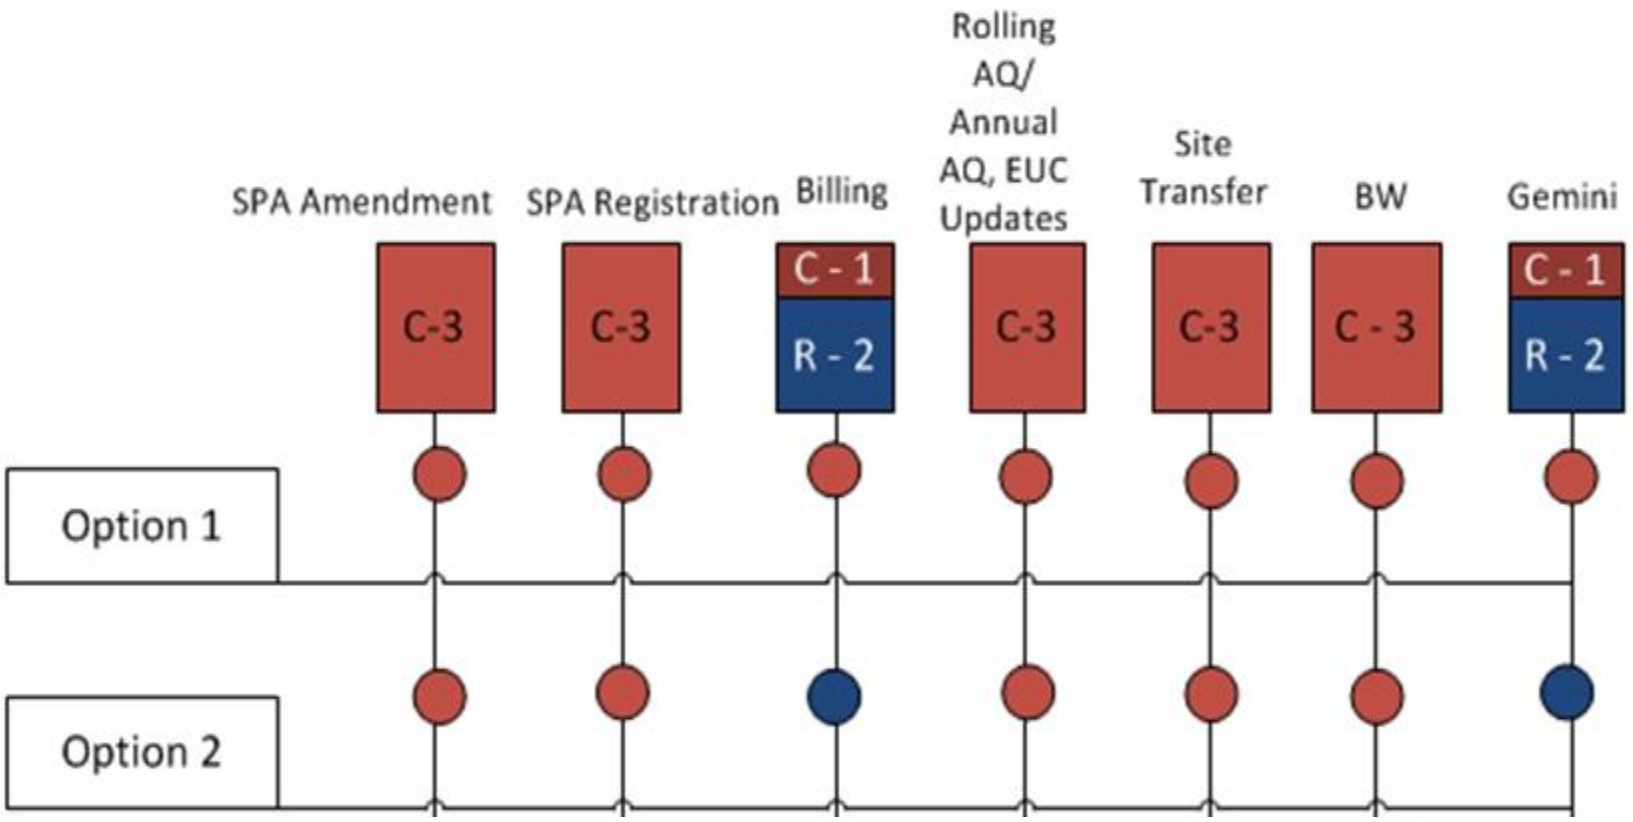 Rolling
AQ/
Annual
AQ, EUC
Updates
Site
Transfer
SPA Amendment
SPA Registration
Billing
BW
Gemini
C-3
C-3
C - 1
R - 2
C-3
C-3
C - 3
C - 1
R - 2
Option 1
Option 2